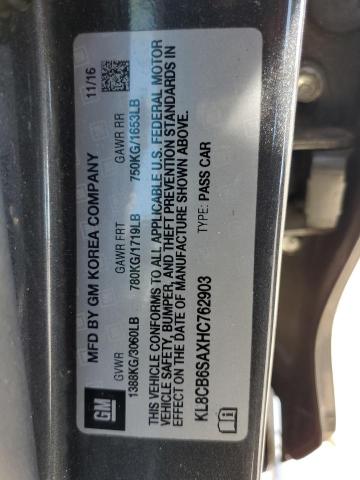 GM
MFD BY GM KOREA COMPANY 11/16
GVWR GAWR FRT GAWR RR
1388KG/3060LB 780KG/1719LB 750KG/1653LB
THIS VEHICLE CONFORMS TO ALL APPLICABLE U.S. FEDERAL MOTOR
VEHICLE SAFETY, BUMPER, AND THEFT PREVENTION STANDARDS IN
EFFECT ON THE DATE OF MANUFACTURE SHOWN ABOVE.
KL8CB6SAXHC762903 TYPE: PASS CAR